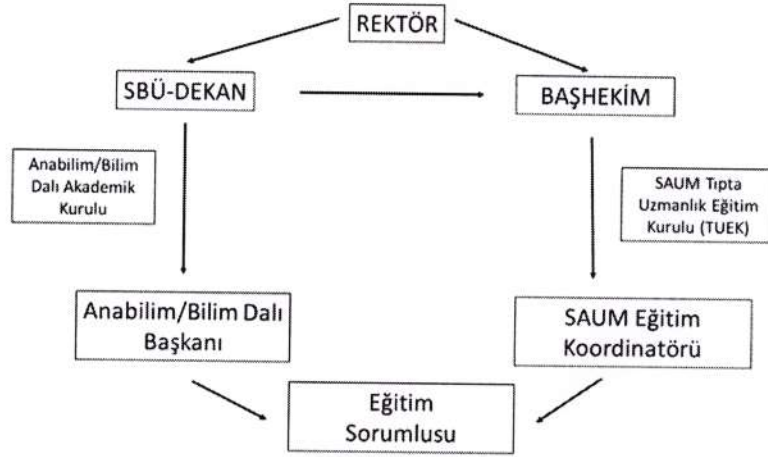 REKTÖR
SBÜ-DEKAN
BAŞHEKİM
Anabilim/Bilim
Dalı Akademik
Kurulu
SAUM Tıpta
Uzmanlık Eğitim
Kurulu (TUEK)
Anabilim/Bilim Dalı
Başkanı
SAUM Eğitim
Koordinatörü
Eğitim
Sorumlusu